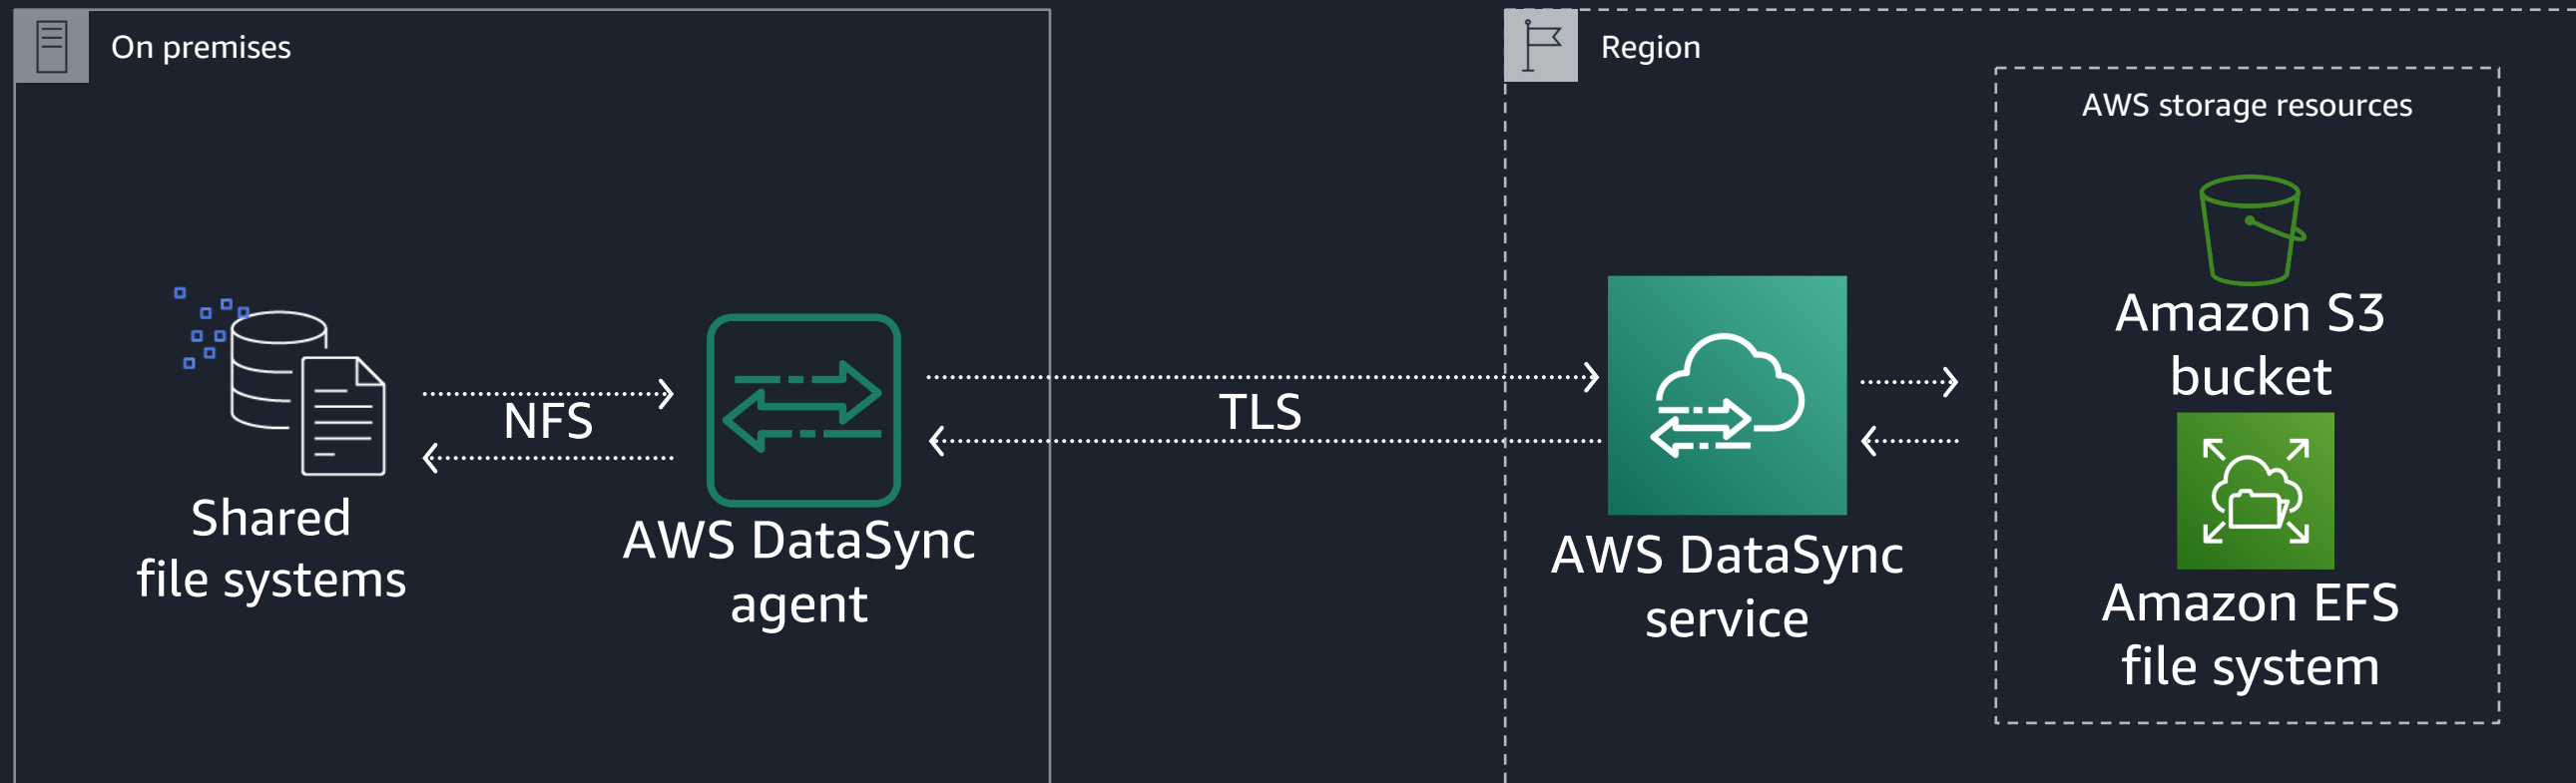 On premises
Region
AWS storage resources
NFS
TLS
Shared
file systems
AWS DataSync
agent
AWS DataSync
service
Amazon S3
bucket
Amazon EFS
file system